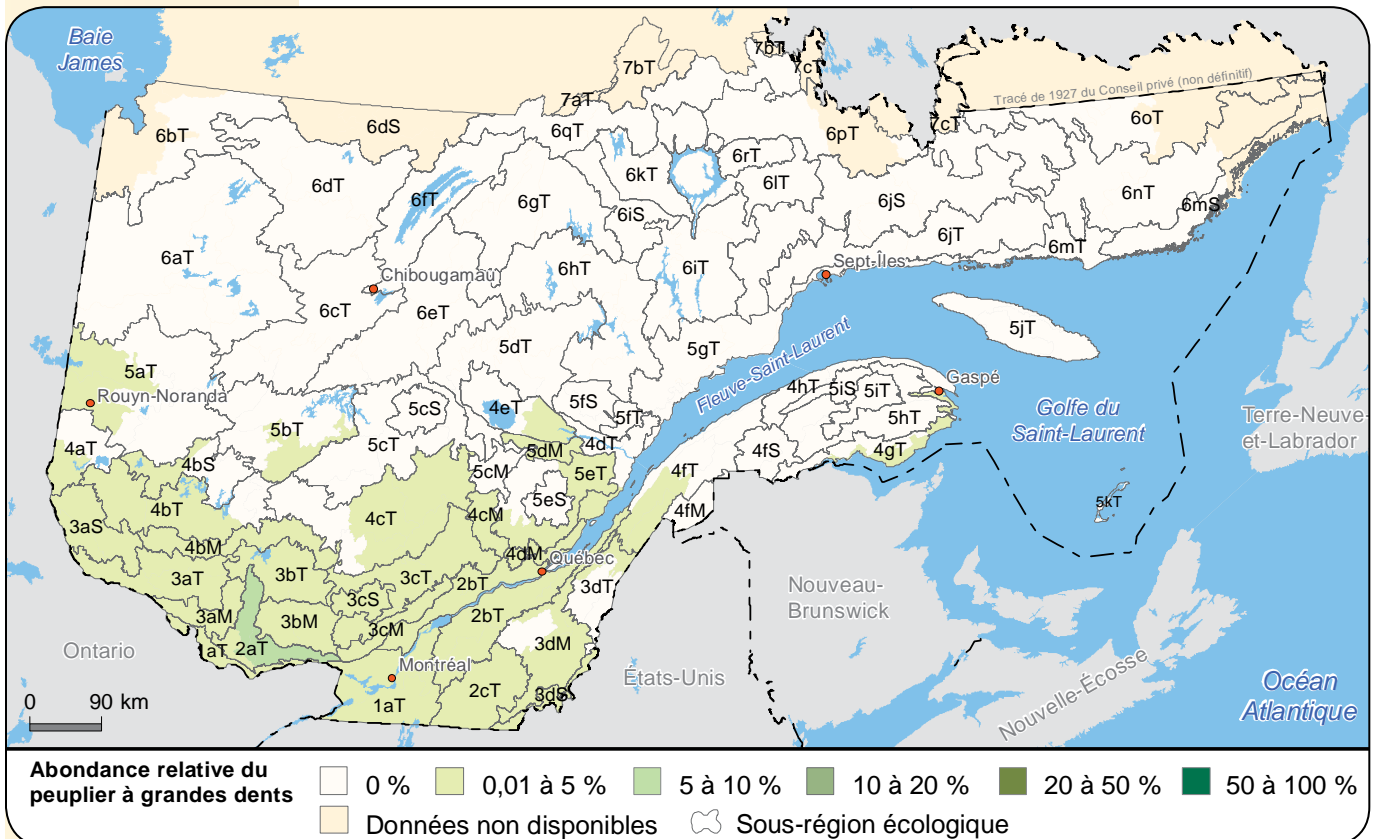 Baie
James
7bT
7bT
7cT
7aT
Tracé de 1927 du Conseil privé (non définitif)
6bT
6dS
6qT
6pT
7cT
6oT
6dT
6fT
6kT
6rT
6lT
6gT
6iS
6jS
6nT
6mS
6aT
6hT
6iT
6jT
6mT
Sept-Îles
Chibougamau
6cT
6eT
5dT
5gT
5jT
Fleuve-Saint-Laurent
5aT
Rouyn-Noranda
5cS
4eT
5fS
5fT
4hT
5iS
5iT
Gaspé
5hT
Golfe du
Saint-Laurent
Terre-Neuve-
et-Labrador
4aT
5bT
5cT
4dT
5dM
4bS
5cM
5eT
4fT
4fS
4gT
5eS
4fM
5kT
4bT
3aS
4cT
4cM
4bM
4dM
Québec
3aT
3bT
3cT
2bT
3dT
Nouveau-
Brunswick
3cS
2bT
3aM
3bM
3cM
3dM
Ontario
1aT
2aT
Montréal
États-Unis
2cT
3dS
1aT
Nouvelle-Écosse
Océan
Atlantique
0 90 km
Abondance relative du
peuplier à grandes dents
0 % 0,01 à 5 % 5 à 10 % 10 à 20 % 20 à 50 % 50 à 100 %
Données non disponibles Sous-région écologique